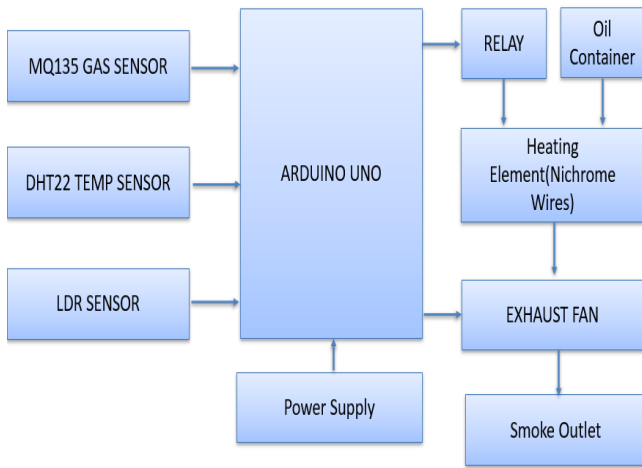 MQ135 GAS SENSOR
DHT22 TEMP SENSOR
LDR SENSOR
ARDUINO UNO
Power Supply
RELAY
Oil
Container
Heating
Element(Nichrome
Wires)
EXHAUST FAN
Smoke Outlet